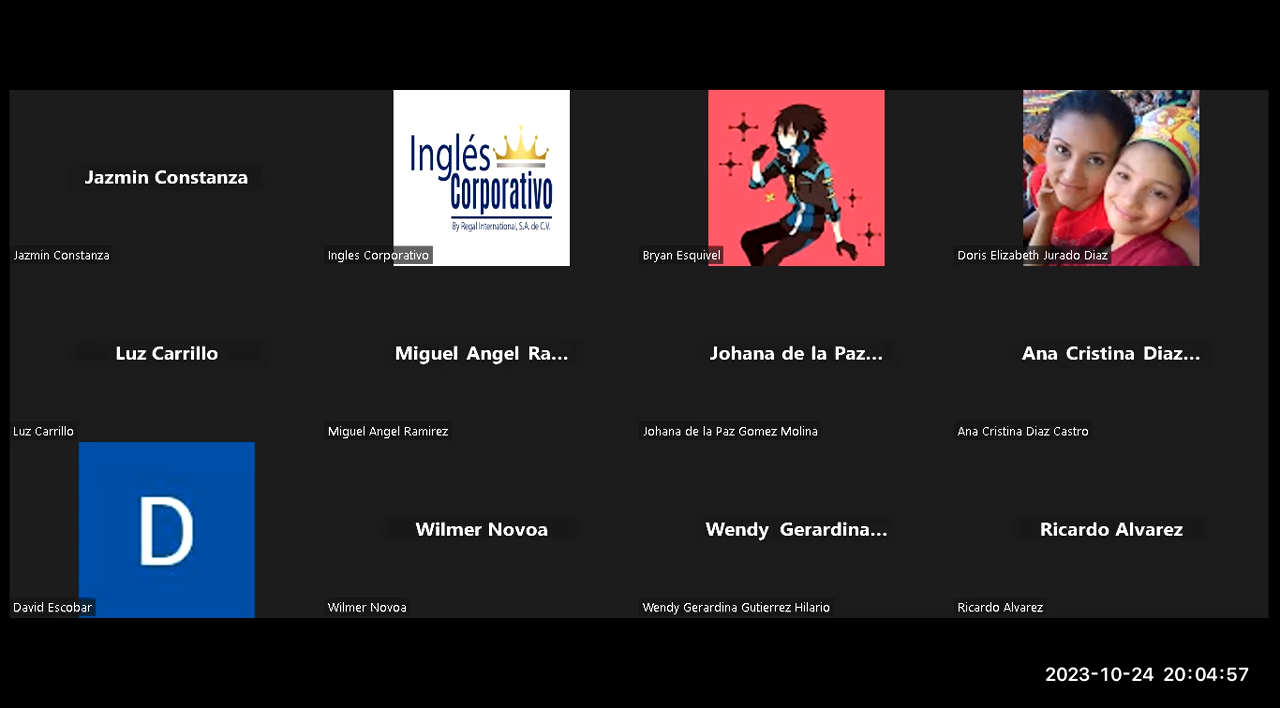 Jazmin Constanza
Jazmin Constanza
Inglés
Corporativo
By Regal International, S.A. de C.V.
Ingles Corporativo
Bryan Esquivel
Doris Elizabeth Jurado Diaz
Luz Carrillo
Luz Carrillo
Miguel Angel Ra...
Miguel Angel Ramirez
Johana de la Paz...
Johana de la Paz Gomez Molina
Ana Cristina Diaz...
Ana Cristina Diaz Castro
D
David Escobar
Wilmer Novoa
Wilmer Novoa
Wendy Gerardina...
Wendy Gerardina Gutierrez Hilario
Ricardo Alvarez
Ricardo Alvarez
2023-10-24 20:04:57